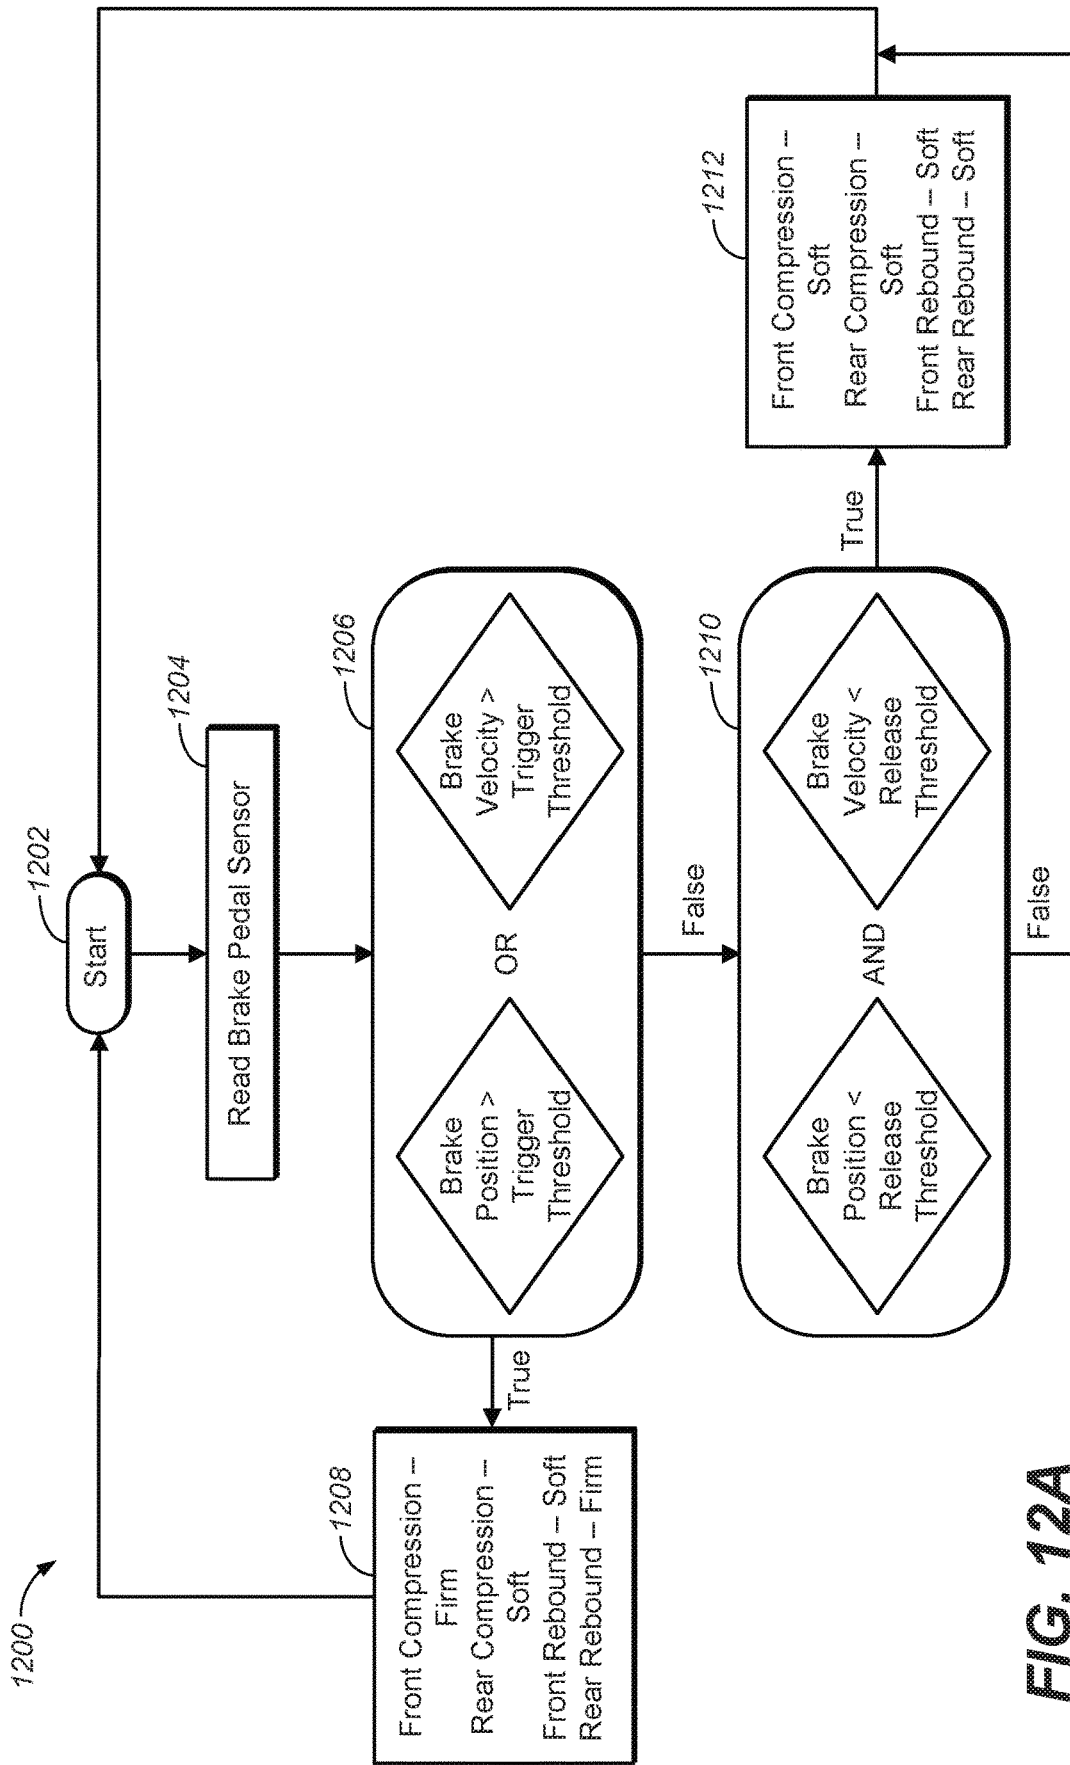 1200
1202
Start
1204
Read Brake Pedal Sensor
1206
Brake
Position >
Trigger
Threshold
OR
Brake
Velocity >
Trigger
Threshold
True
1208
Front Compression –
Firm
Rear Compression –
Soft
Front Rebound – Soft
Rear Rebound – Firm
False
1210
Brake
Position <
Release
Threshold
AND
Brake
Velocity <
Release
Threshold
True
1212
Front Compression –
Soft
Rear Compression –
Soft
Front Rebound – Soft
Rear Rebound – Soft
False
FIG. 12A